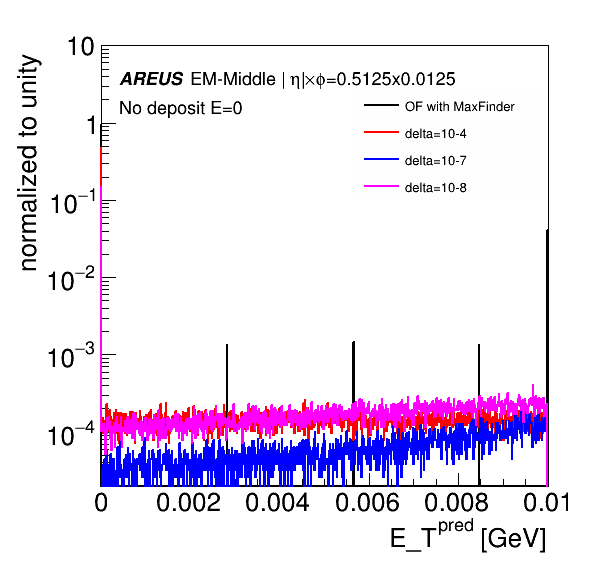 normalized to unity
10
1
10⁻¹
10⁻²
10⁻³
10⁻⁴
AREUS EM-Middle | η|×ϕ=0.5125x0.0125
No deposit E=0
OF with MaxFinder
delta=10-4
delta=10-7
delta=10-8
0 0.002 0.004 0.006 0.008 0.01
E_T^pred [GeV]